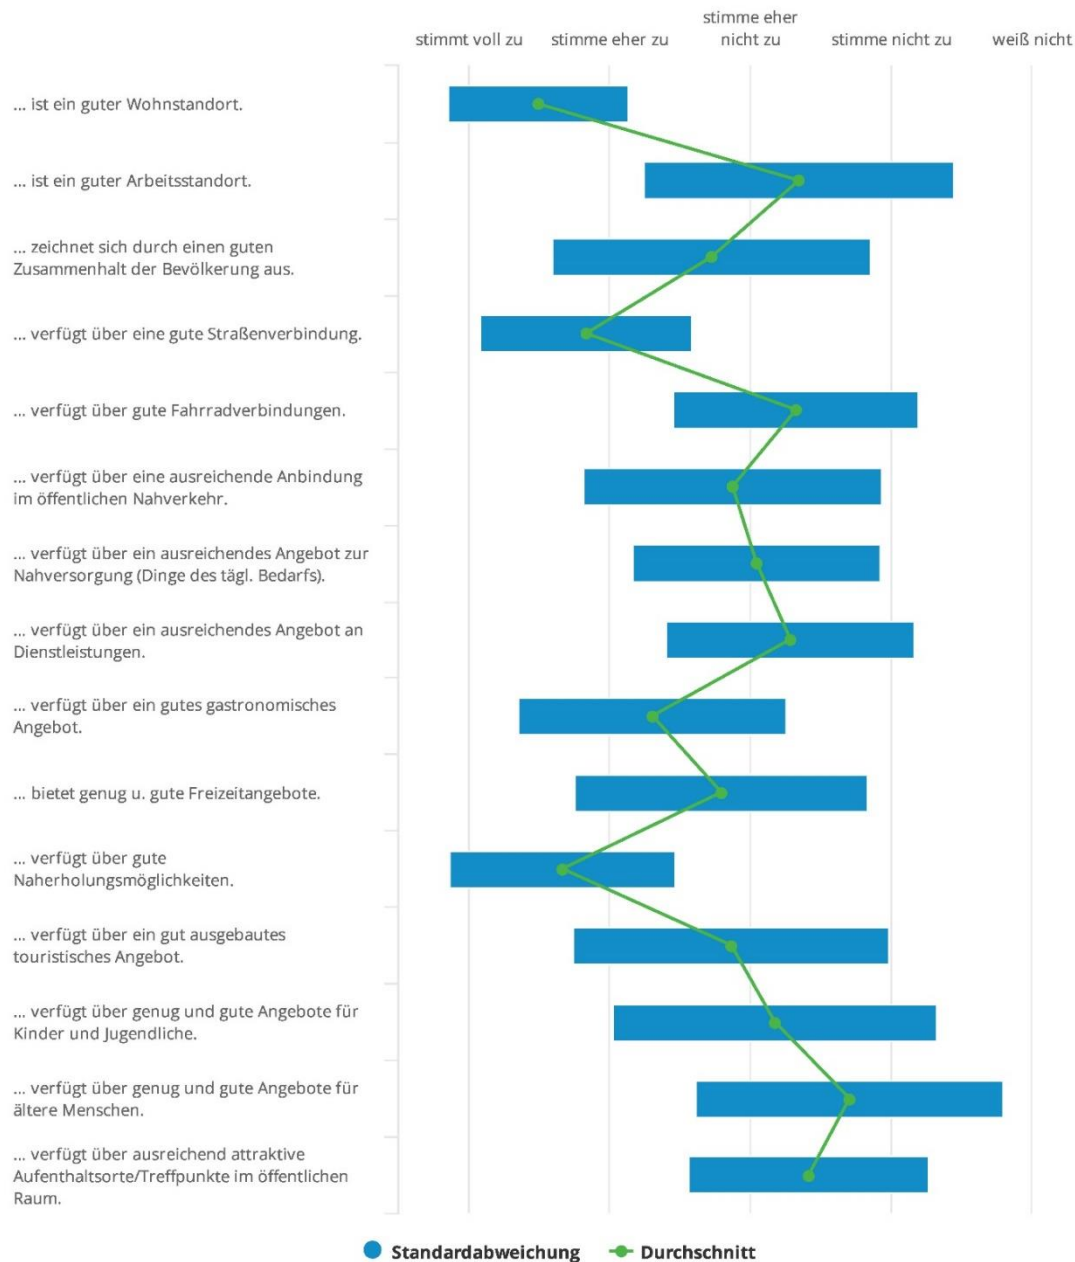 stimmt voll zu
stimme eher zu
stimme eher
nicht zu
stimme nicht zu
weiß nicht
... ist ein guter Wohnstandort.
... ist ein guter Arbeitsstandort.
... zeichnet sich durch einen guten
Zusammenhalt der Bevölkerung aus.
... verfügt über eine gute Straßenverbindung.
... verfügt über gute Fahrradverbindungen.
... verfügt über eine ausreichende Anbindung
im öffentlichen Nahverkehr.
... verfügt über ein ausreichendes Angebot zur
Nahversorgung (Dinge des tägl. Bedarfs).
... verfügt über ein ausreichendes Angebot an
Dienstleistungen.
... verfügt über ein gutes gastronomisches
Angebot.
... bietet genug u. gute Freizeitangebote.
... verfügt über gute
Naherholungsmöglichkeiten.
... verfügt über ein gut ausgebautes
touristisches Angebot.
... verfügt über genug und gute Angebote für
Kinder und Jugendliche.
... verfügt über genug und gute Angebote für
ältere Menschen.
... verfügt über ausreichend attraktive
Aufenthaltsorte/Treffpunkte im öffentlichen
Raum.
Standardabweichung
Durchschnitt